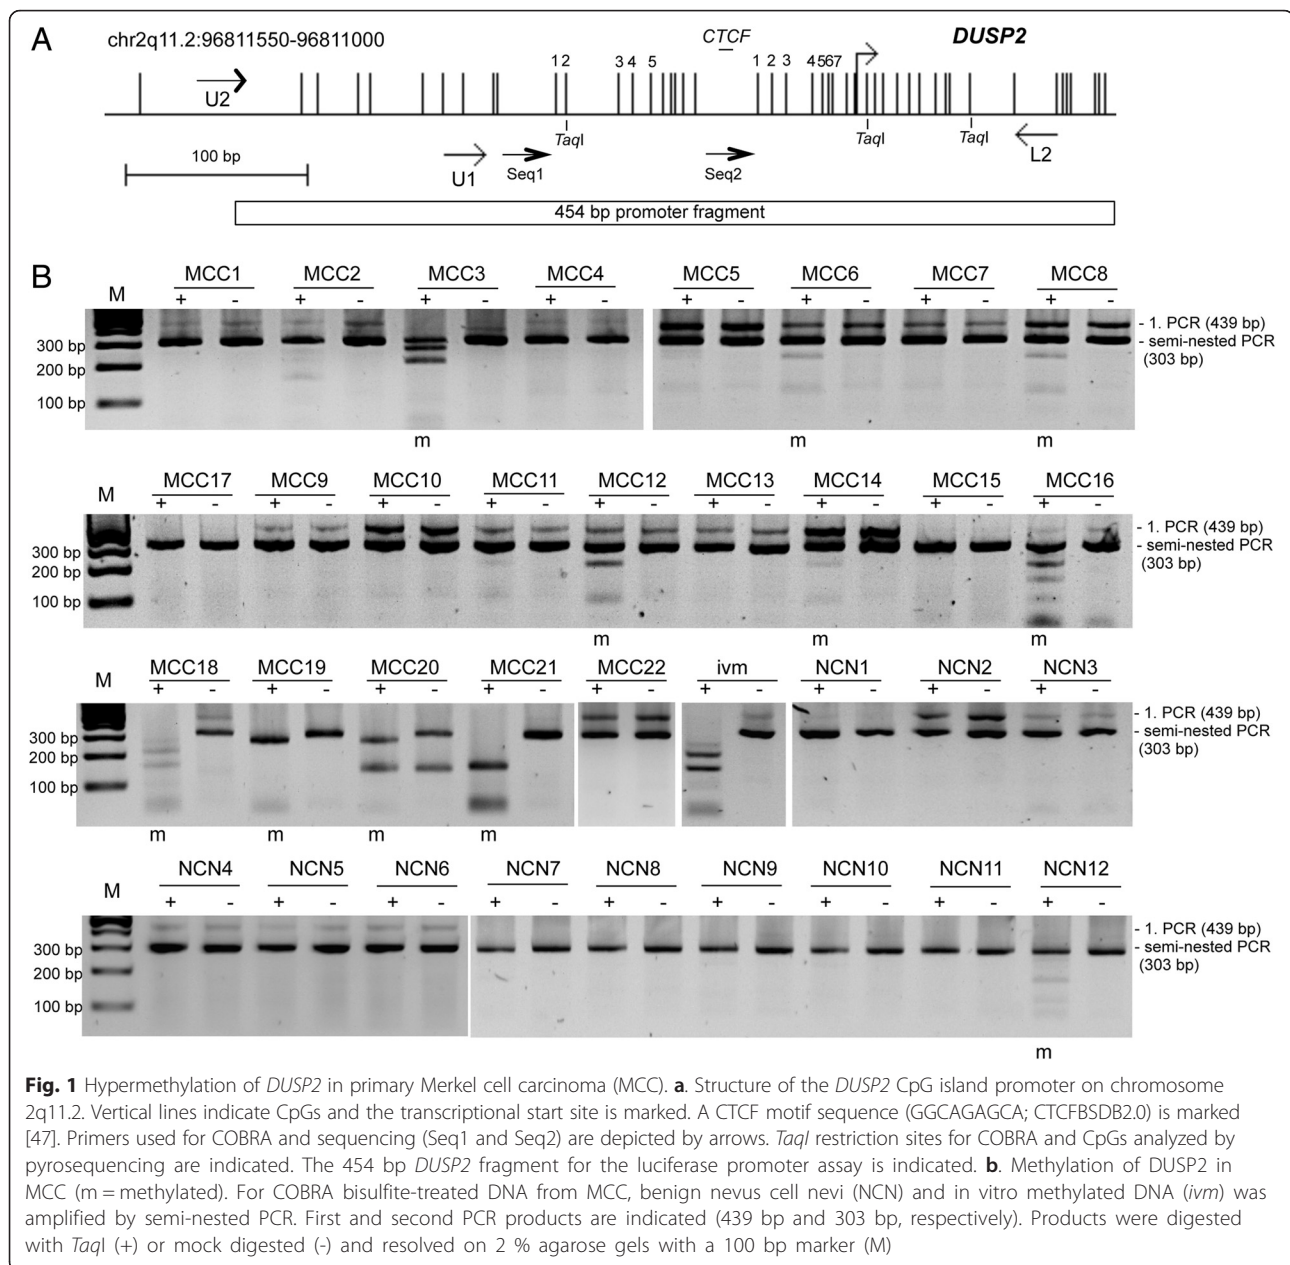 A
chr2q11.2:96811550-96811000
CTCF
DUSP2
1 2 3 4 5 1 2 3 4 5 6 7
U2
TaqI TaqI TaqI
100 bp
U1 Seq1 Seq2 L2
454 bp promoter fragment
B
MCC1 MCC2 MCC3 MCC4 MCC5 MCC6 MCC7 MCC8
M + - + - + - + - + - + - + - + -
- 1. PCR (439 bp)
300 bp - semi-nested PCR
200 bp (303 bp)
100 bp
m m m
MCC17 MCC9 MCC10 MCC11 MCC12 MCC13 MCC14 MCC15 MCC16
M + - + - + - + - + - + - + - + - + -
- 1. PCR (439 bp)
300 bp - semi-nested PCR
200 bp (303 bp)
100 bp
m m m
MCC18 MCC19 MCC20 MCC21 MCC22 ivm NCN1 NCN2 NCN3
M + - + - + - + - + - + - + - + - + -
- 1. PCR (439 bp)
300 bp - semi-nested PCR
200 bp (303 bp)
100 bp
m m m m
NCN4 NCN5 NCN6 NCN7 NCN8 NCN9 NCN10 NCN11 NCN12
M + - + - + - + - + - + - + - + - + -
- 1. PCR (439 bp)
300 bp - semi-nested PCR
200 bp (303 bp)
100 bp
m
Fig. 1 Hypermethylation of DUSP2 in primary Merkel cell carcinoma (MCC). a. Structure of the DUSP2 CpG island promoter on chromosome
2q11.2. Vertical lines indicate CpGs and the transcriptional start site is marked. A CTCF motif sequence (GGCAGAGCA; CTCFBSDB2.0) is marked
[47]. Primers used for COBRA and sequencing (Seq1 and Seq2) are depicted by arrows. TaqI restriction sites for COBRA and CpGs analyzed by
pyrosequencing are indicated. The 454 bp DUSP2 fragment for the luciferase promoter assay is indicated. b. Methylation of DUSP2 in
MCC (m = methylated). For COBRA bisulfite-treated DNA from MCC, benign nevus cell nevi (NCN) and in vitro methylated DNA (ivm) was
amplified by semi-nested PCR. First and second PCR products are indicated (439 bp and 303 bp, respectively). Products were digested
with TaqI (+) or mock digested (-) and resolved on 2 % agarose gels with a 100 bp marker (M)